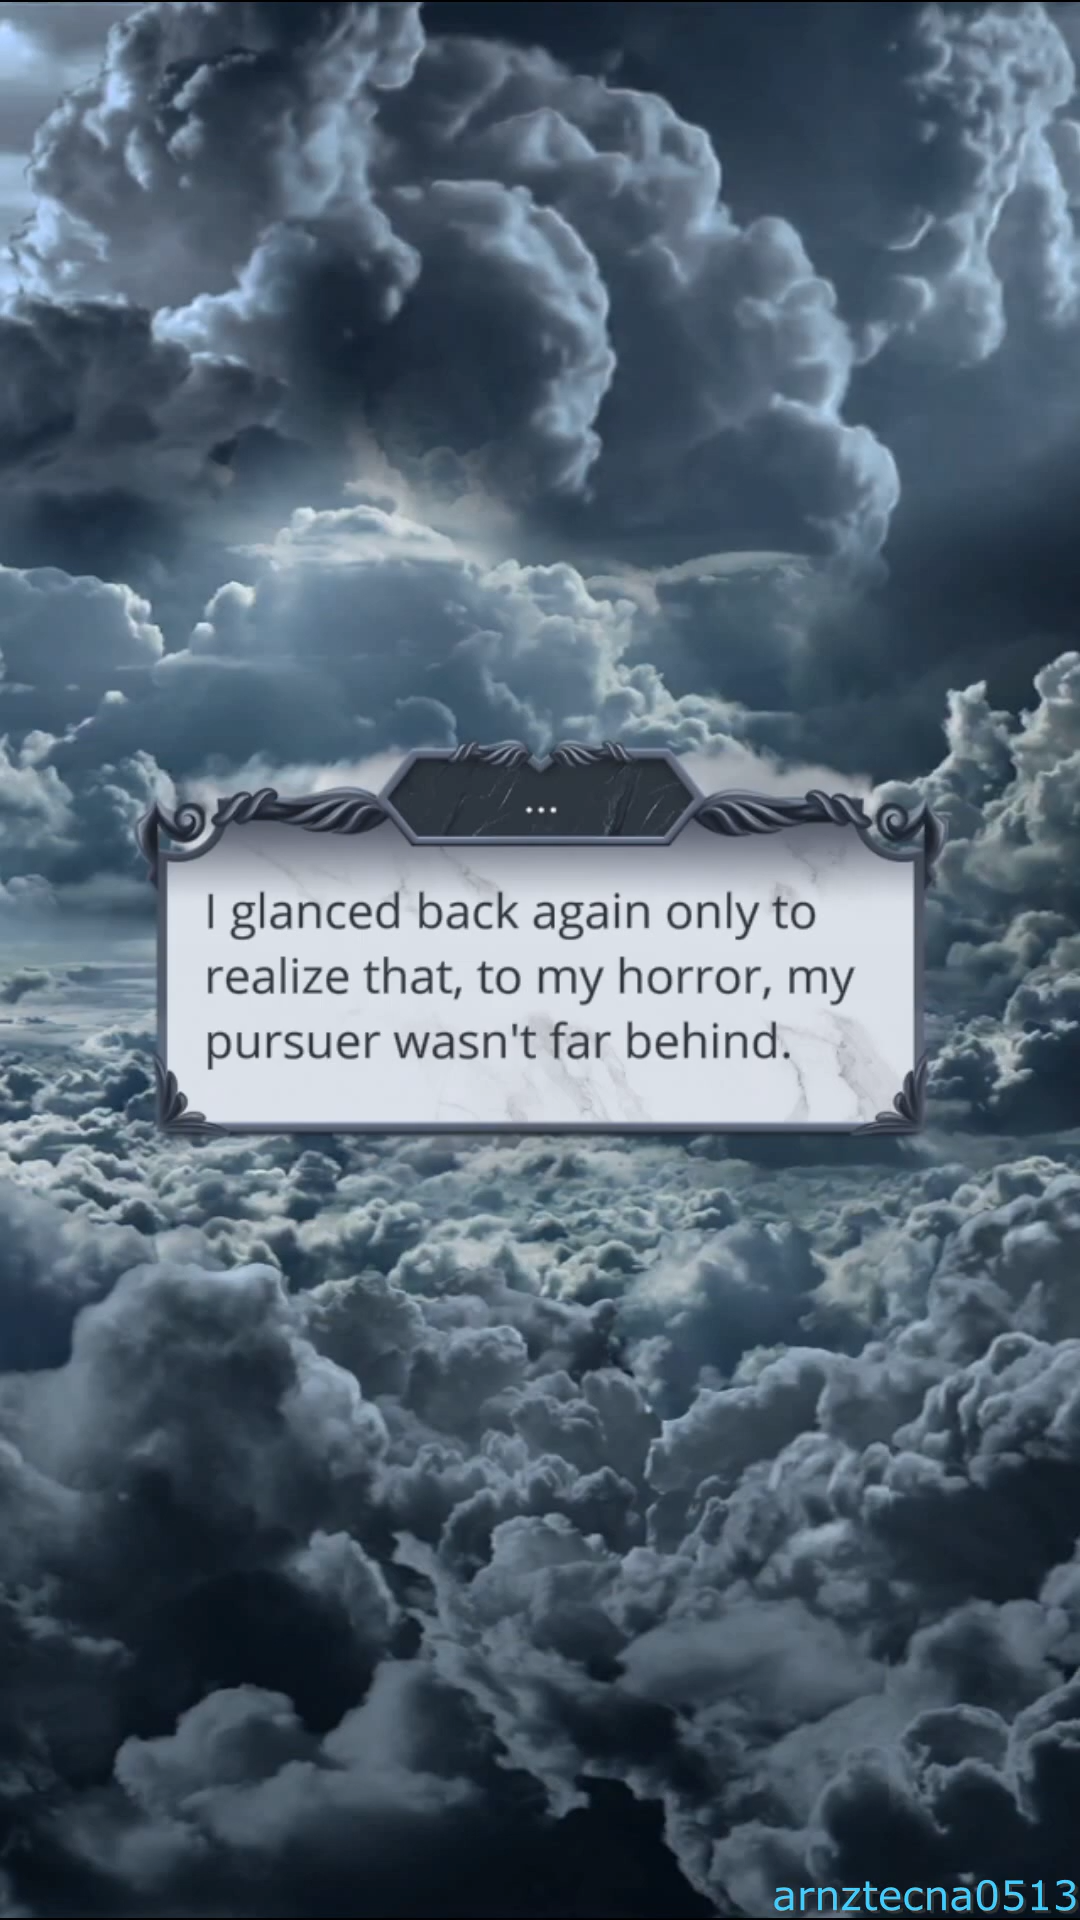 ...
I glanced back again only to
realize that, to my horror, my
pursuer wasn't far behind.
arnztecna0513